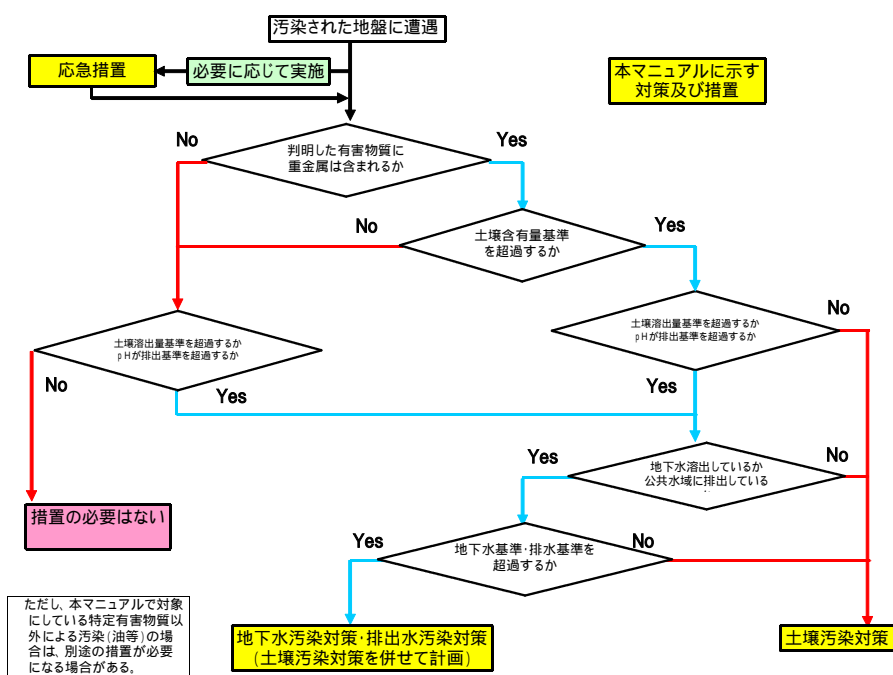 汚染された地盤に遭遇
応急措置
必要に応じて実施
本マニュアルに示す
対策及び措置
No
Yes
判明した有害物質に
重金属は含まれるか
No
Yes
土壌含有量基準
を超過するか
No
土壌溶出量基準を超過するか
pHが排出基準を超過するか
土壌溶出量基準を超過するか
pHが排出基準を超過するか
No
Yes
Yes
Yes
No
地下水溶出しているか
公共水域に排出している
措置の必要はない
Yes
No
地下水基準・排水基準を
超過するか
ただし、本マニュアルで対象
にしている特定有害物質以
外による汚染(油等)の場
合は、別途の措置が必要
になる場合がある。
地下水汚染対策・排出水汚染対策
(土壌汚染対策を併せて計画)
土壌汚染対策